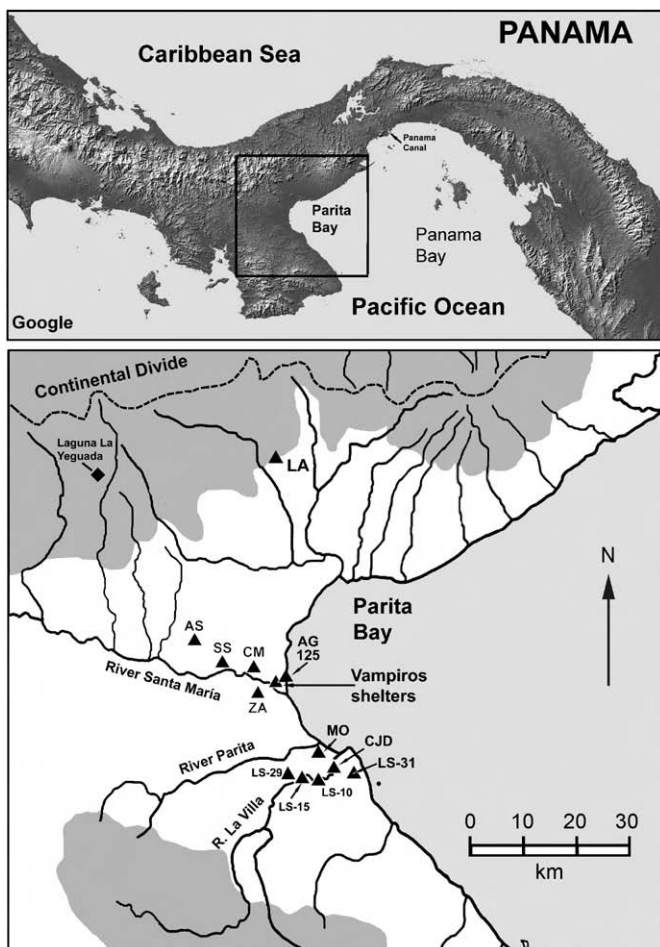 PANAMA
Caribbean Sea
Panama
Canal
Parita
Bay
Panama
Bay
Pacific Ocean
Google
Continental Divide
Laguna La
Yeguada
LA
N
Parita
Bay
AS
SS
CM
AG
125
River Santa María
Vampiros
shelters
ZA
MO
CJD
River Parita
LS-29
LS-31
LS-15
LS-10
R. La Villa
0 10 20 30
km